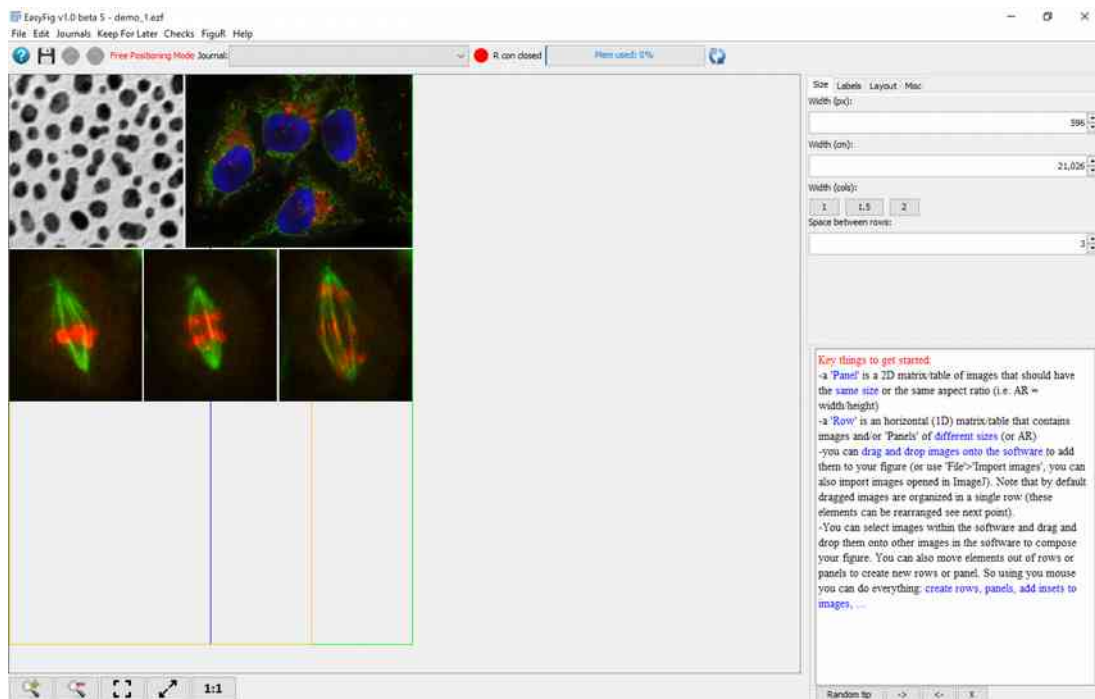 EasyFig v1.0 beta 5 - demo_1.ezf
File Edit Journals Keep For Later Checks FiguR Help
Free Positioning Mode Journal: R con closed Mem used: 0%
Size Labels Layout Misc
Width (px):
596
Width (cm):
21,026
Width (cols):
1 1.5 2
Space between rows:
3
Key things to get started:
-a 'Panel' is a 2D matrix/table of images that should have
the same size or the same aspect ratio (i.e. AR =
width/height)
-a 'Row' is an horizontal (1D) matrix/table that contains
images and/or 'Panels' of different sizes (or AR)
-you can drag and drop images onto the software to add
them to your figure (or use 'File'>'Import images', you can
also import images opened in ImageJ). Note that by default
dragged images are organized in a single row (these
elements can be rearranged see next point).
-You can select images within the software and drag and
drop them onto other images in the software to compose
your figure. You can also move elements out of rows or
panels to create new rows or panel. So using you mouse
you can do everything: create rows, panels, add insets to
images, ...
1:1
Random tip -> <- X